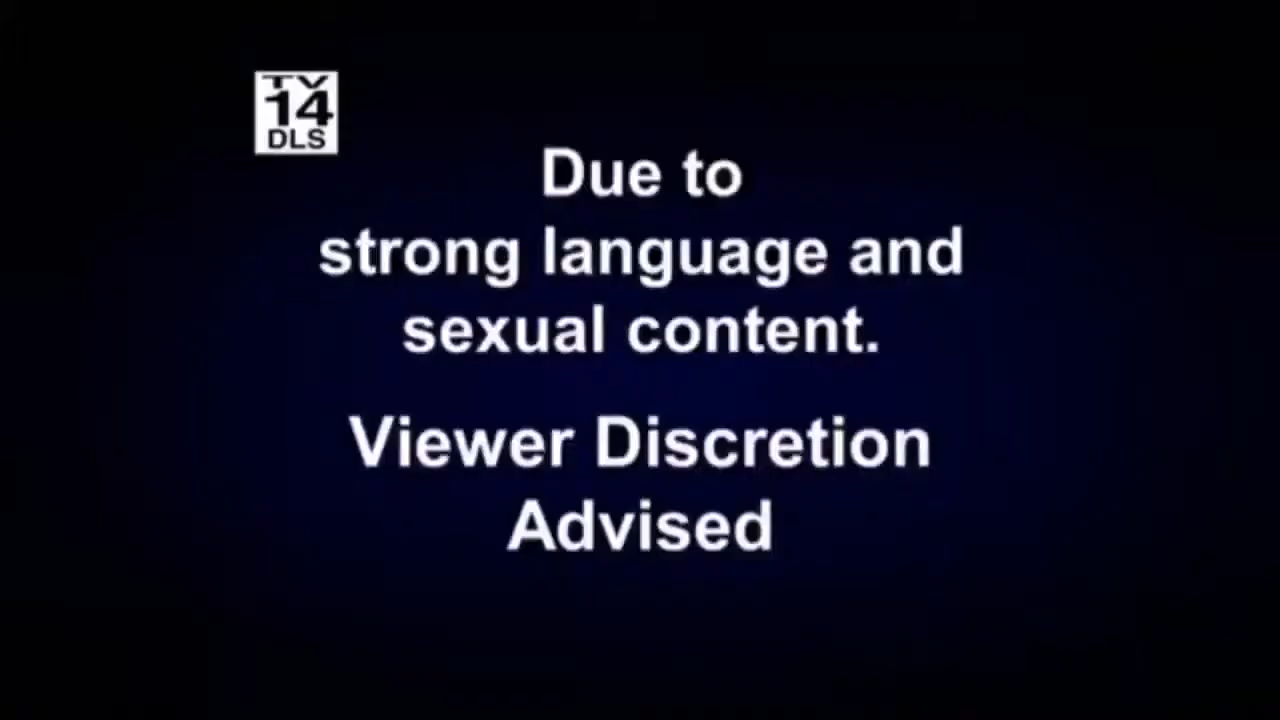 TV
14
DLS
Due to
strong language and
sexual content.
Viewer Discretion
Advised